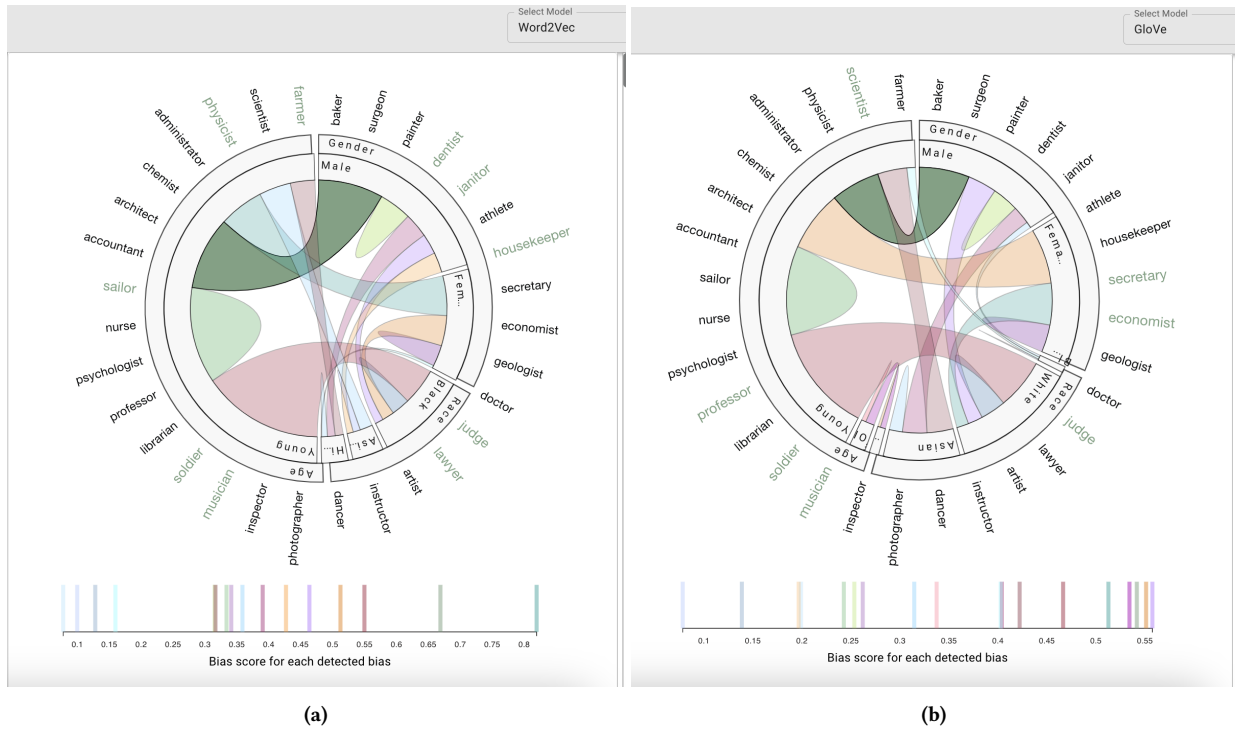 Select Model
Word2Vec
administrator
physicist
scientist
farmer
baker
surgeon
painter
dentist
janitor
athlete
housekeeper
secretary
economist
geologist
doctor
judge
lawyer
artist
instructor
dancer
photographer
inspector
musician
soldier
librarian
professor
psychologist
nurse
sailor
accountant
architect
chemist
Gender
Male
Fem...
Race
Black
Asi...
Hi...
Age
Young
0.1 0.15 0.2 0.25 0.3 0.35 0.4 0.45 0.5 0.55 0.6 0.65 0.7 0.75 0.8
Bias score for each detected bias
(a)
Select Model
GloVe
administrator
physicist
scientist
farmer
baker
surgeon
painter
dentist
janitor
athlete
housekeeper
secretary
economist
geologist
doctor
judge
lawyer
artist
instructor
dancer
photographer
inspector
musician
soldier
librarian
professor
psychologist
nurse
sailor
accountant
architect
chemist
Gender
Male
Fema...
Race
White
Asian
Age
Young
0.1 0.15 0.2 0.25 0.3 0.35 0.4 0.45 0.5 0.55
Bias score for each detected bias
(b)